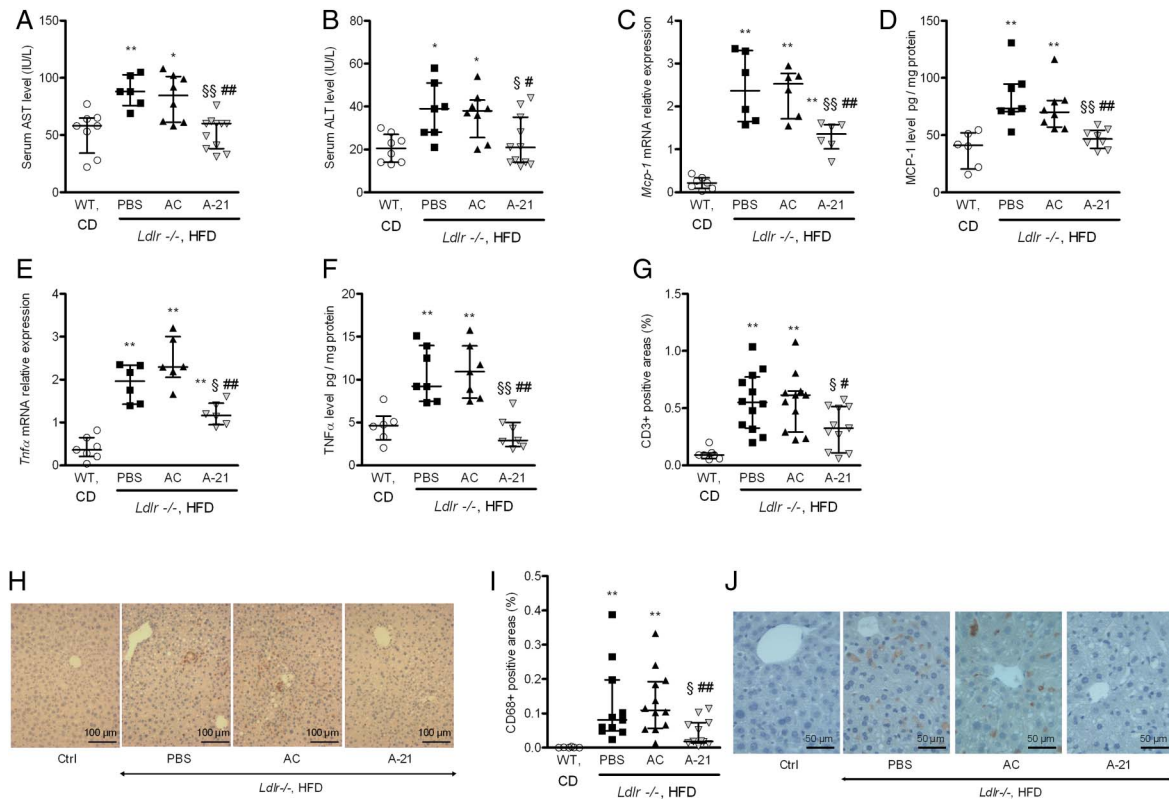 A
Serum AST level (IU/L)
150
100
50
0
**
*
§§ ##
WT,
CD
PBS
AC
A-21
Ldlr -/-, HFD
B
Serum ALT level (IU/L)
80
60
40
20
0
*
*
§ #
WT,
CD
PBS
AC
A-21
Ldlr -/-, HFD
C
Mcp-1 mRNA relative expression
4
3
2
1
0
**
**
** §§ ##
WT,
CD
PBS
AC
A-21
Ldlr -/-, HFD
D
MCP-1 level pg / mg protein
150
100
50
0
**
**
§§ ##
WT,
CD
PBS
AC
A-21
Ldlr -/-, HFD
E
Tnfα mRNA relative expression
4
3
2
1
0
**
**
** § ##
WT,
CD
PBS
AC
A-21
Ldlr -/-, HFD
F
TNFα level pg / mg protein
20
15
10
5
0
**
**
§§ ##
WT,
CD
PBS
AC
A-21
Ldlr -/-, HFD
G
CD3+ positive areas (%)
1.5
1.0
0.5
0.0
**
**
§ #
WT,
CD
PBS
AC
A-21
Ldlr -/-, HFD
H
100 µm
100 µm
100 µm
100 µm
Ctrl
PBS
AC
A-21
Ldlr-/-, HFD
I
CD68+ positive areas (%)
0.5
0.4
0.3
0.2
0.1
0.0
**
**
§ ##
WT,
CD
PBS
AC
A-21
Ldlr -/-, HFD
J
50 µm
50 µm
50 µm
50 µm
Ctrl
PBS
AC
A-21
Ldlr-/-, HFD